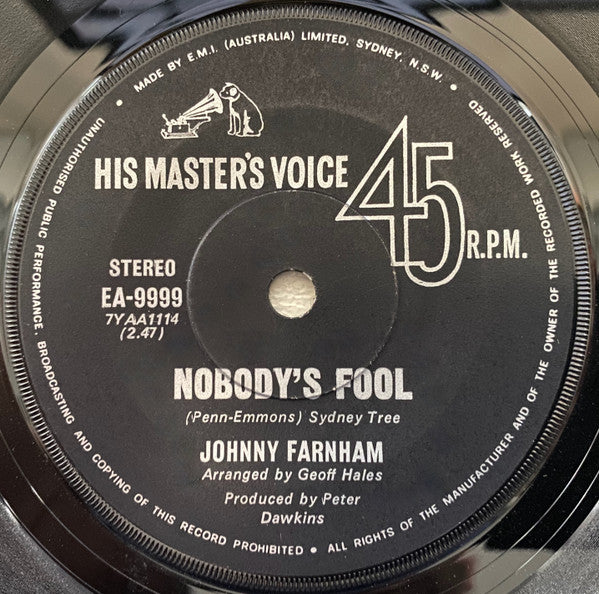 MADE BY E.M.I. (AUSTRALIA) LIMITED, SYDNEY, N.S.W. •
HIS MASTER'S VOICE
45
R.P.M.
STEREO
EA-9999
7YAA1114
(2.47)
NOBODY'S FOOL
(Penn-Emmons) Sydney Tree
JOHNNY FARNHAM
Arranged by Geoff Hales
Produced by Peter
Dawkins
• UNAUTHORISED PUBLIC PERFORMANCE, BROADCASTING AND COPYING OF THIS RECORD PROHIBITED • ALL RIGHTS OF THE MANUFACTURER AND OF THE OWNER OF THE RECORDED WORK RESERVED